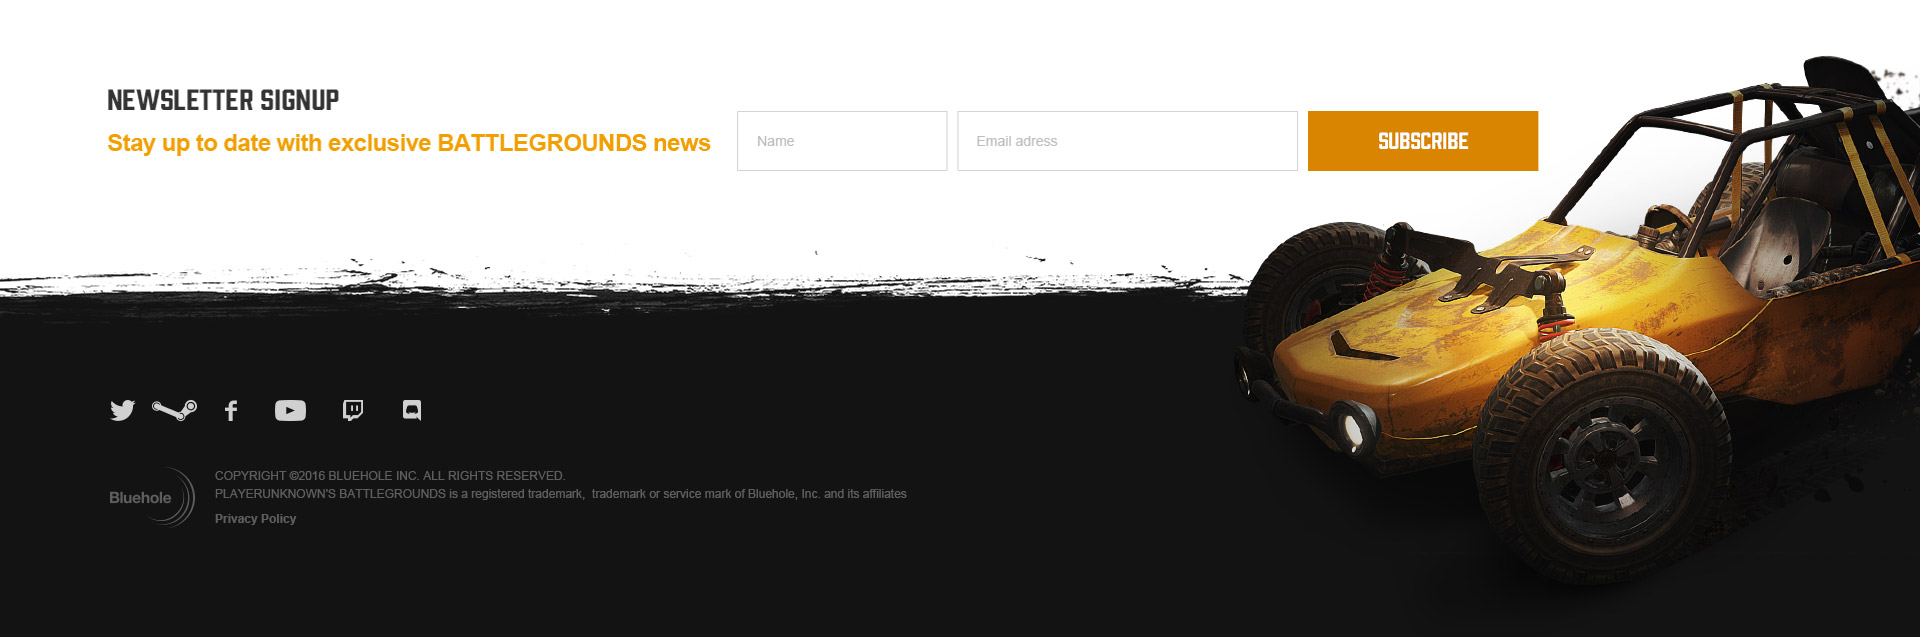 NEWSLETTER SIGNUP
Stay up to date with exclusive BATTLEGROUNDS news
Name
Email adress
SUBSCRIBE
Bluehole
COPYRIGHT ©2016 BLUEHOLE INC. ALL RIGHTS RESERVED.
PLAYERUNKNOWN'S BATTLEGROUNDS is a registered trademark,  trademark or service mark of Bluehole, Inc. and its affiliates
Privacy Policy